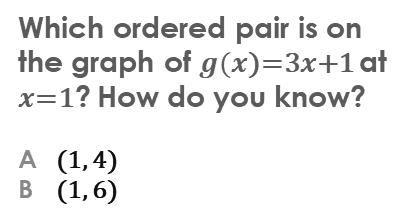 Which ordered pair is on
the graph of g(x)=3x+1 at
x=1? How do you know?
A (1, 4)
B (1, 6)